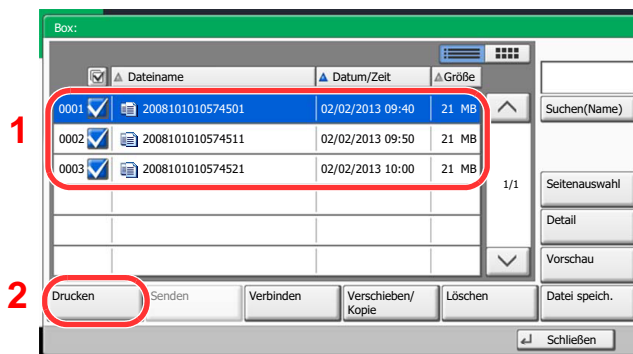 Box:
Dateiname Datum/Zeit Größe
1
0001 2008101010574501 02/02/2013 09:40 21 MB Suchen(Name)
0002 2008101010574511 02/02/2013 09:50 21 MB
0003 2008101010574521 02/02/2013 10:00 21 MB
1/1 Seitenauswahl
Detail
Vorschau
2
Drucken Senden Verbinden Verschieben/ Löschen Datei speich.
Kopie
Schließen